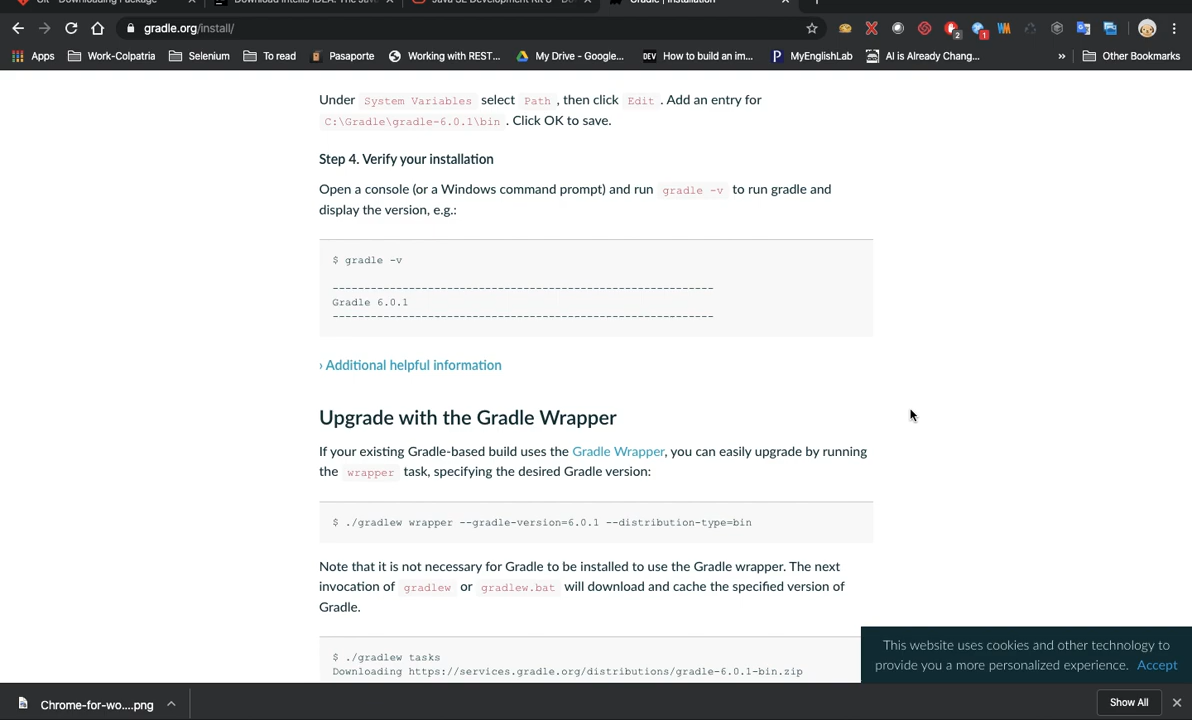 Git - Downloading Package
Gradle | Installation
gradle.org/install/
2
1
Apps Work-Colpatria Selenium To read Pasaporte Working with REST... My Drive - Google... DEV How to build an im... P MyEnglishLab AI is Already Chang... » Other Bookmarks
Under System Variables select Path , then click Edit . Add an entry for
C:\Gradle\gradle-6.0.1\bin . Click OK to save.
Step 4. Verify your installation
Open a console (or a Windows command prompt) and run gradle -v to run gradle and
display the version, e.g.:
$ gradle -v
------------------------------------------------------------
Gradle 6.0.1
------------------------------------------------------------
› Additional helpful information
Upgrade with the Gradle Wrapper
If your existing Gradle-based build uses the Gradle Wrapper, you can easily upgrade by running
the wrapper task, specifying the desired Gradle version:
$ ./gradlew wrapper --gradle-version=6.0.1 --distribution-type=bin
Note that it is not necessary for Gradle to be installed to use the Gradle wrapper. The next
invocation of gradlew or gradlew.bat will download and cache the specified version of
Gradle.
$ ./gradlew tasks
Downloading https://services.gradle.org/distributions/gradle-6.0.1-bin.zip
This website uses cookies and other technology to
provide you a more personalized experience. Accept
Chrome-for-wo....png
Show All